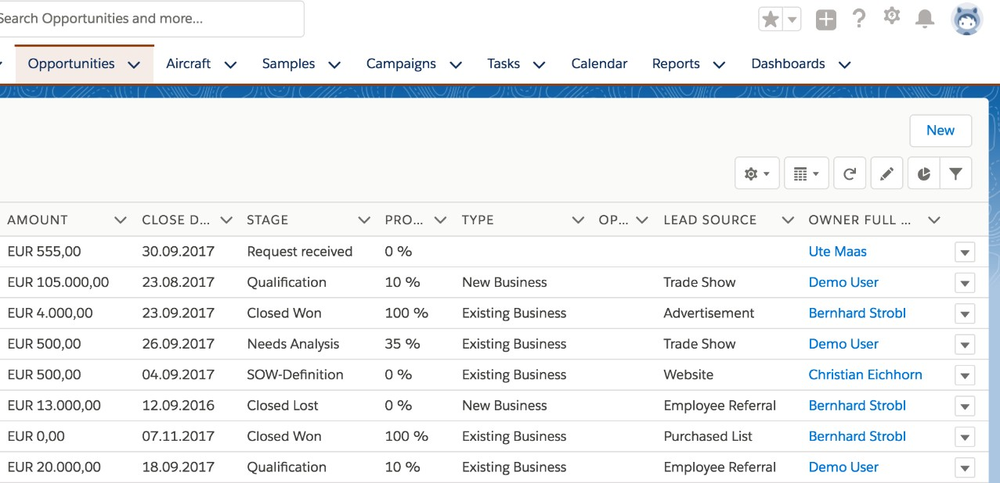 Search Opportunities and more...
Opportunities Aircraft Samples Campaigns Tasks Calendar Reports Dashboards
New
AMOUNT CLOSE D... STAGE PRO... TYPE OP... LEAD SOURCE OWNER FULL ...
EUR 555,00 30.09.2017 Request received 0 % Ute Maas
EUR 105.000,00 23.08.2017 Qualification 10 % New Business Trade Show Demo User
EUR 4.000,00 23.09.2017 Closed Won 100 % Existing Business Advertisement Bernhard Strobl
EUR 500,00 26.09.2017 Needs Analysis 35 % Existing Business Trade Show Demo User
EUR 500,00 04.09.2017 SOW-Definition 0 % Existing Business Website Christian Eichhorn
EUR 13.000,00 12.09.2016 Closed Lost 0 % New Business Employee Referral Bernhard Strobl
EUR 0,00 07.11.2017 Closed Won 100 % Existing Business Purchased List Bernhard Strobl
EUR 20.000,00 18.09.2017 Qualification 10 % Existing Business Employee Referral Demo User